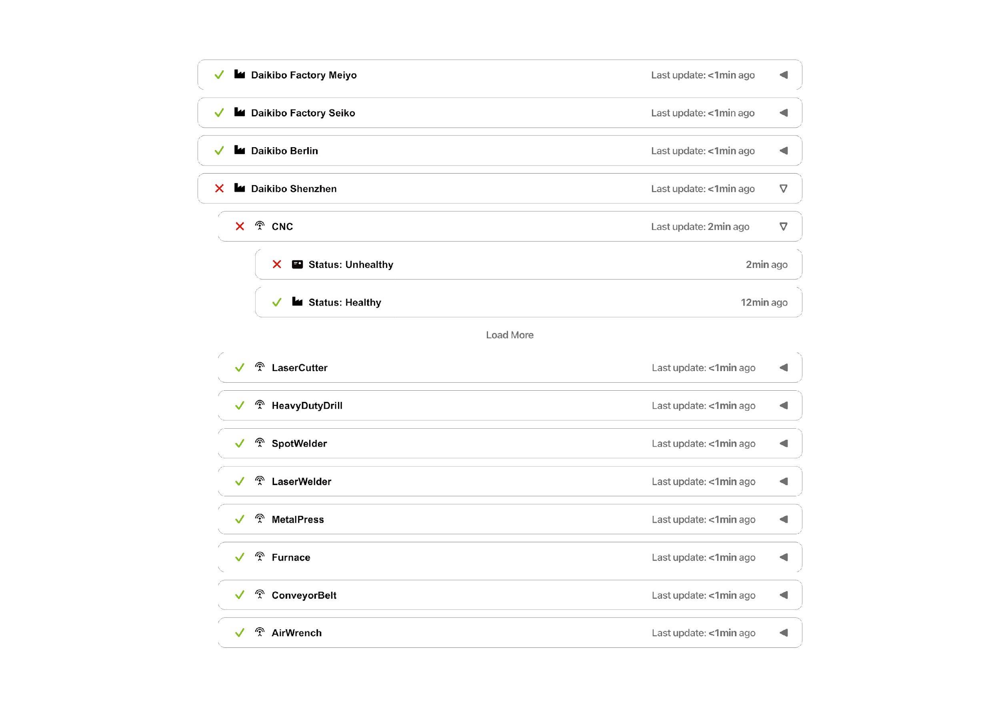 Daikibo Factory Meiyo Last update: <1min ago
Daikibo Factory Seiko Last update: <1min ago
Daikibo Berlin Last update: <1min ago
Daikibo Shenzhen Last update: <1min ago
CNC Last update: 2min ago
Status: Unhealthy 2min ago
Status: Healthy 12min ago
Load More
LaserCutter Last update: <1min ago
HeavyDutyDrill Last update: <1min ago
SpotWelder Last update: <1min ago
LaserWelder Last update: <1min ago
MetalPress Last update: <1min ago
Furnace Last update: <1min ago
ConveyorBelt Last update: <1min ago
AirWrench Last update: <1min ago